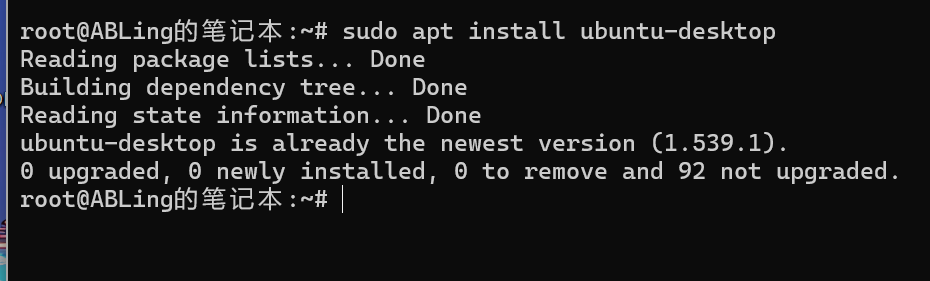 root@ABLing的笔记本:~# sudo apt install ubuntu-desktop
Reading package lists... Done
Building dependency tree... Done
Reading state information... Done
ubuntu-desktop is already the newest version (1.539.1).
0 upgraded, 0 newly installed, 0 to remove and 92 not upgraded.
root@ABLing的笔记本:~#